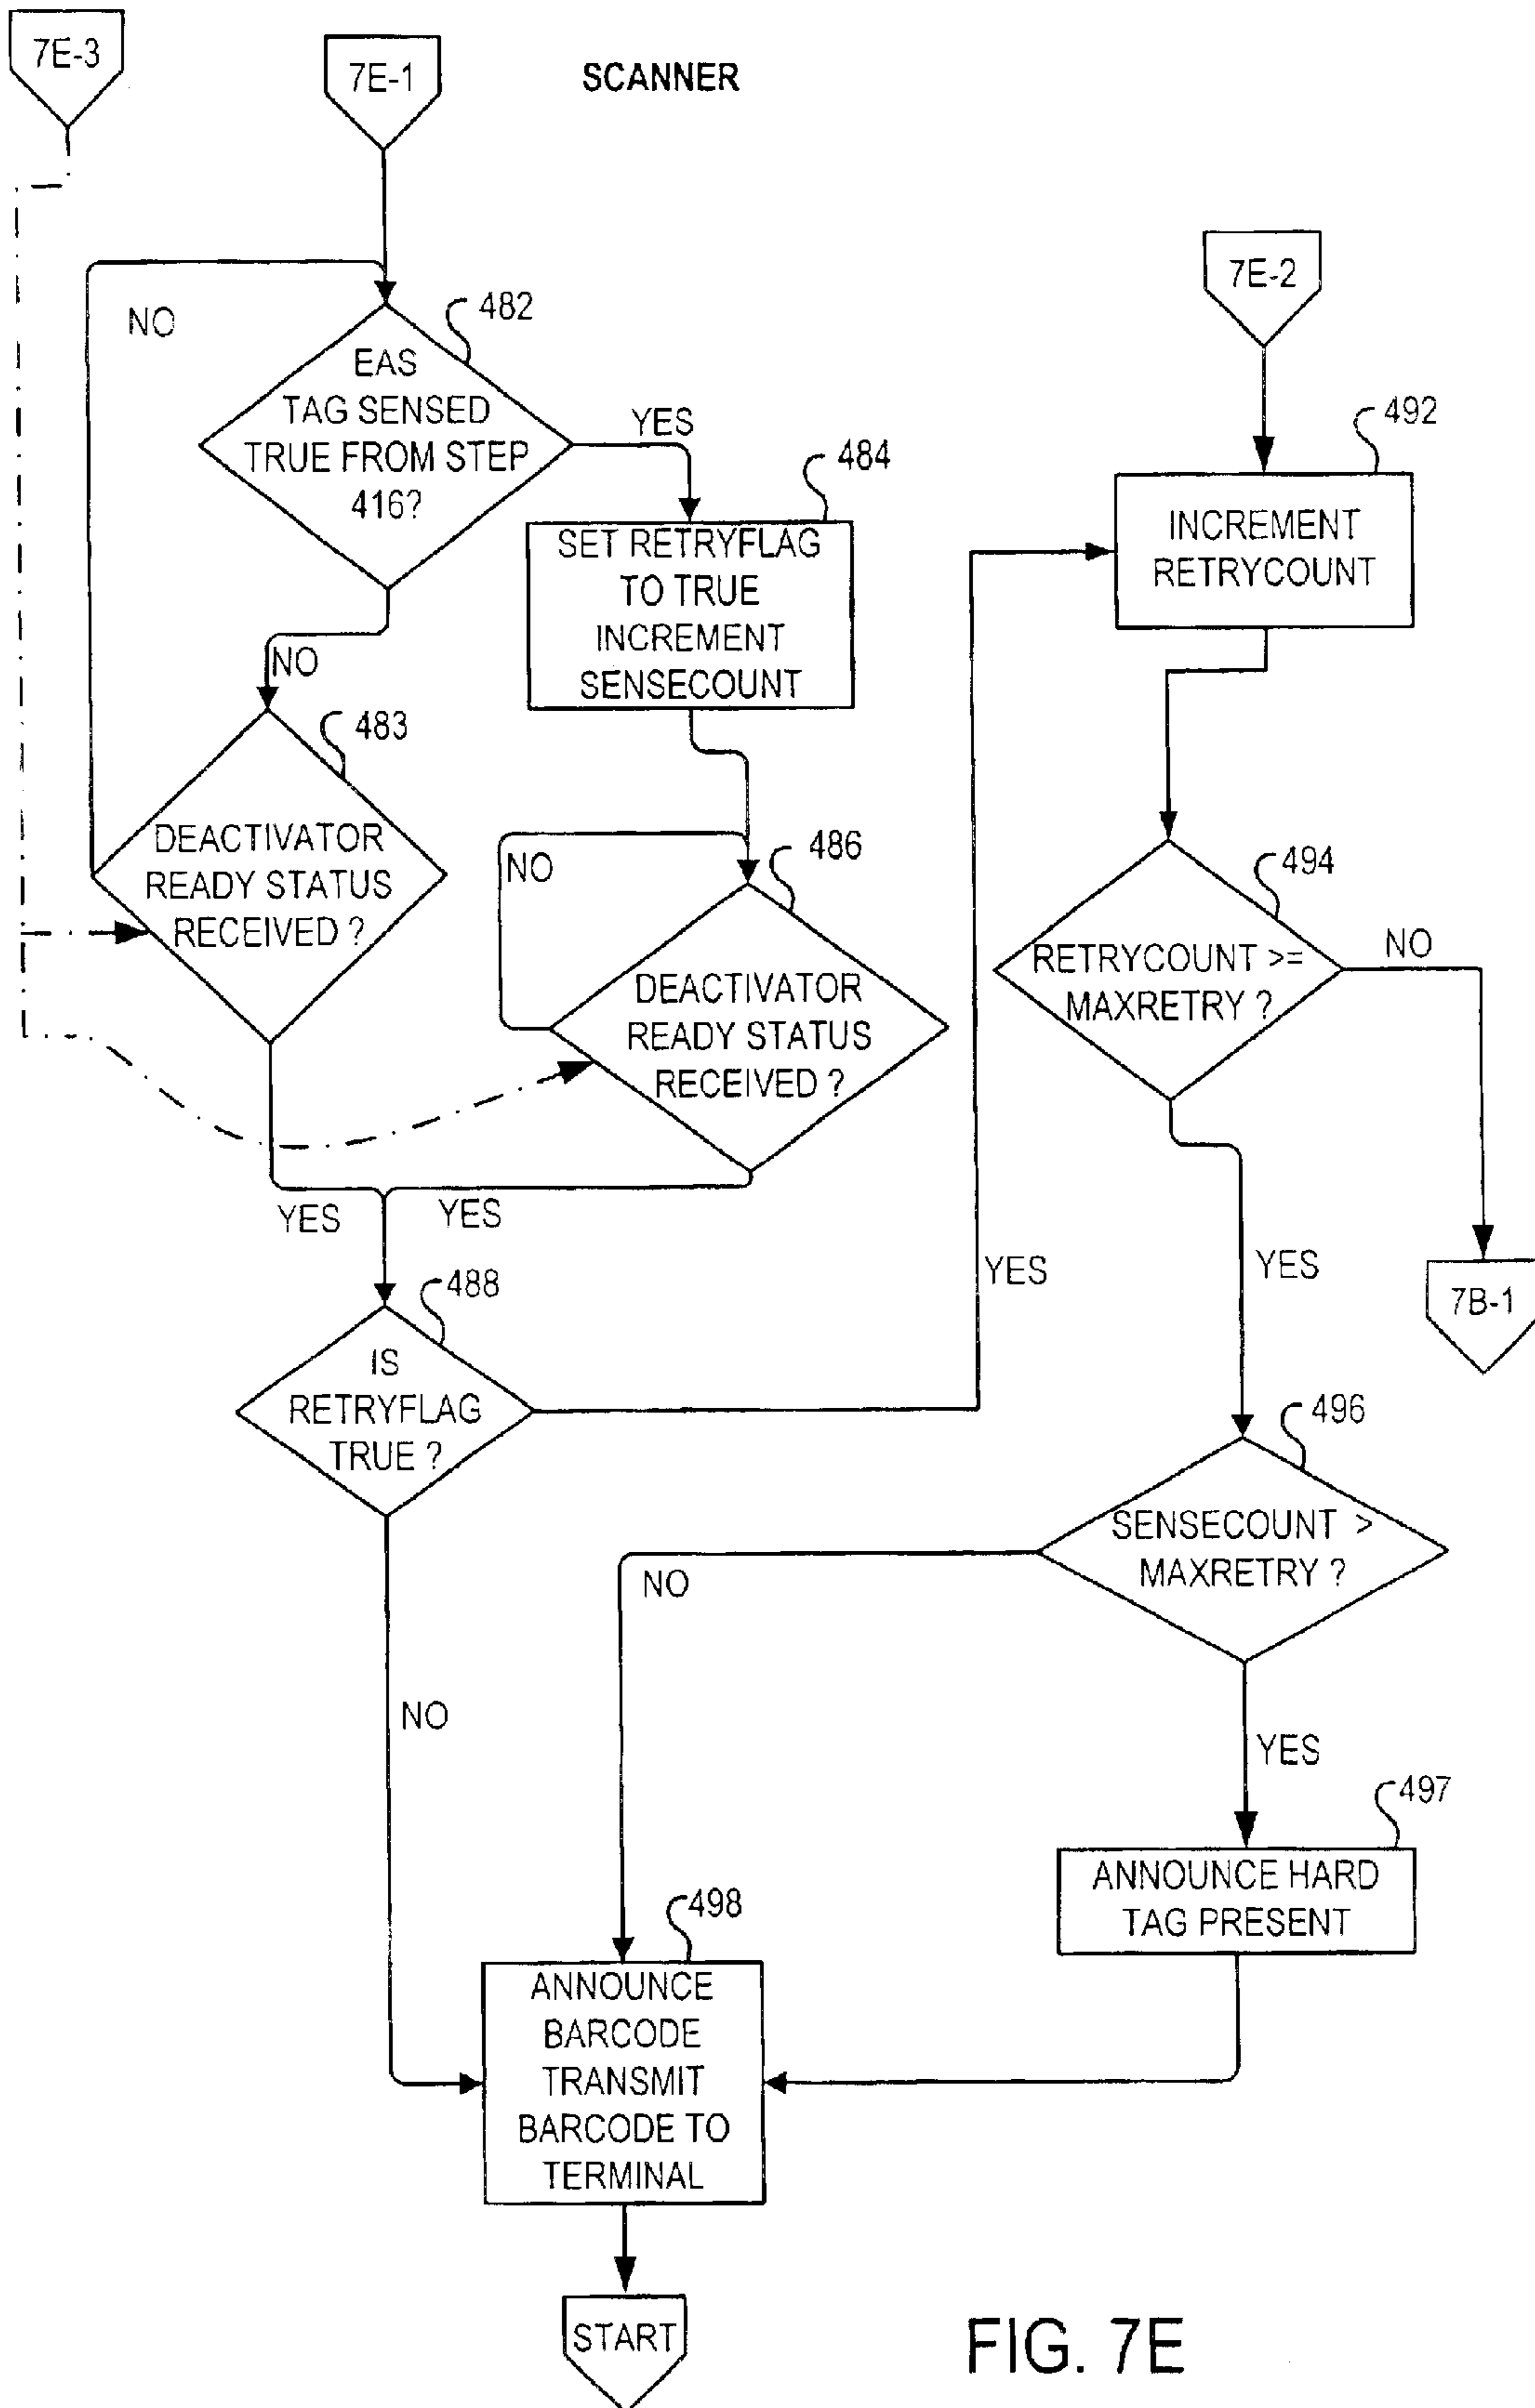 7E-3
7E-1
SCANNER
7E-2
NO
482
EAS
TAG SENSED
TRUE FROM STEP
416?
YES
484
SET RETRYFLAG
TO TRUE
INCREMENT
SENSECOUNT
492
INCREMENT
RETRYCOUNT
NO
483
DEACTIVATOR
READY STATUS
RECEIVED ?
NO
486
DEACTIVATOR
READY STATUS
RECEIVED ?
494
RETRYCOUNT >=
MAXRETRY ?
NO
YES
YES
YES
YES
7B-1
488
IS
RETRYFLAG
TRUE ?
496
SENSECOUNT >
MAXRETRY ?
NO
NO
YES
497
ANNOUNCE HARD
TAG PRESENT
498
ANNOUNCE
BARCODE
TRANSMIT
BARCODE TO
TERMINAL
START
FIG. 7E